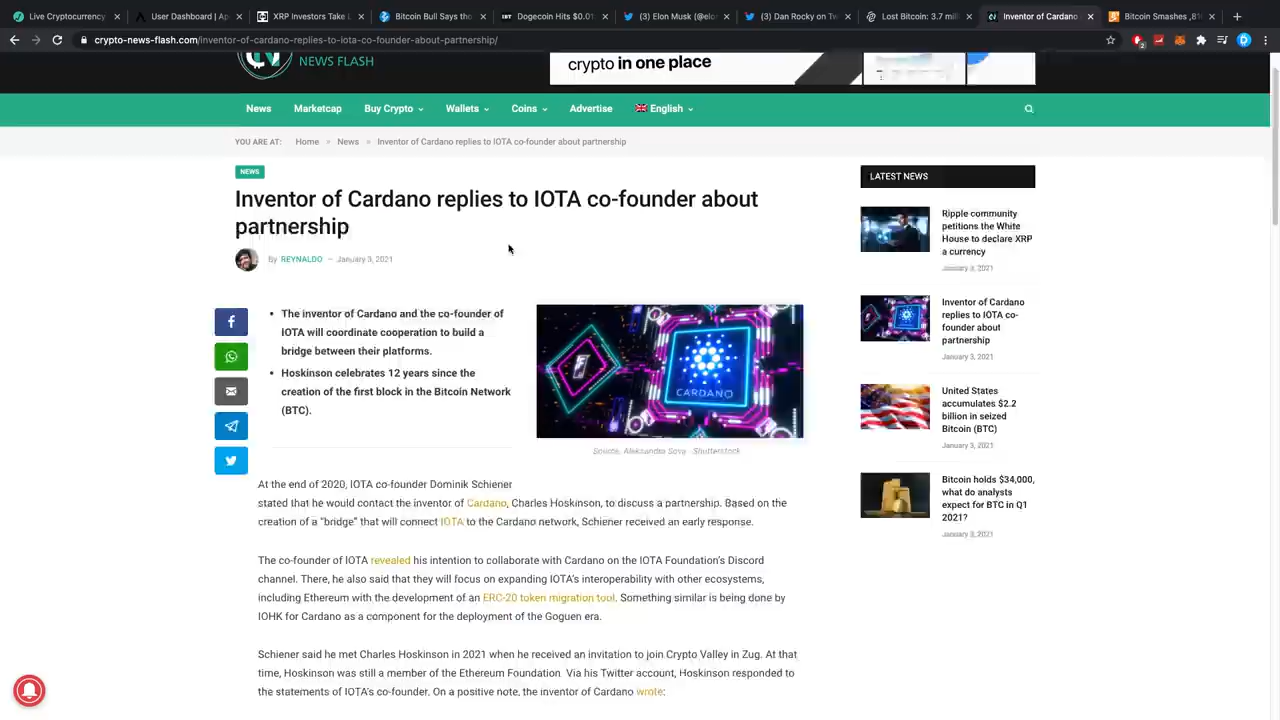 Live Cryptocurrency
User Dashboard | Ap
XRP Investors Take L
Bitcoin Bull Says tho
Dogecoin Hits $0.01
(3) Elon Musk (@elon
(3) Dan Rocky on Tw
Lost Bitcoin: 3.7 mil
Inventor of Cardano
Bitcoin Smashes ,81
crypto-news-flash.com/inventor-of-cardano-replies-to-iota-co-founder-about-partnership/
NEWS FLASH
crypto in one place
News
Marketcap
Buy Crypto
Wallets
Coins
Advertise
English
YOU ARE AT: Home » News » Inventor of Cardano replies to IOTA co-founder about partnership
NEWS
Inventor of Cardano replies to IOTA co-founder about
partnership
By REYNALDO – January 3, 2021
• The inventor of Cardano and the co-founder of
IOTA will coordinate cooperation to build a
bridge between their platforms.
• Hoskinson celebrates 12 years since the
creation of the first block in the Bitcoin Network
(BTC).
CARDANO
Source, Aleksandra Sova - Shutterstock
At the end of 2020, IOTA co-founder Dominik Schiener
stated that he would contact the inventor of Cardano, Charles Hoskinson, to discuss a partnership. Based on the
creation of a "bridge" that will connect IOTA to the Cardano network, Schiener received an early response.
The co-founder of IOTA revealed his intention to collaborate with Cardano on the IOTA Foundation's Discord
channel. There, he also said that they will focus on expanding IOTA's interoperability with other ecosystems,
including Ethereum with the development of an ERC-20 token migration tool. Something similar is being done by
IOHK for Cardano as a component for the deployment of the Goguen era.
Schiener said he met Charles Hoskinson in 2021 when he received an invitation to join Crypto Valley in Zug. At that
time, Hoskinson was still a member of the Ethereum Foundation. Via his Twitter account, Hoskinson responded to
the statements of IOTA's co-founder. On a positive note, the inventor of Cardano wrote:
LATEST NEWS
Ripple community
petitions the White
House to declare XRP
a currency
January 3, 2021
Inventor of Cardano
replies to IOTA co-
founder about
partnership
January 3, 2021
United States
accumulates $2.2
billion in seized
Bitcoin (BTC)
January 3, 2021
Bitcoin holds $34,000,
what do analysts
expect for BTC in Q1
2021?
January 3, 2021